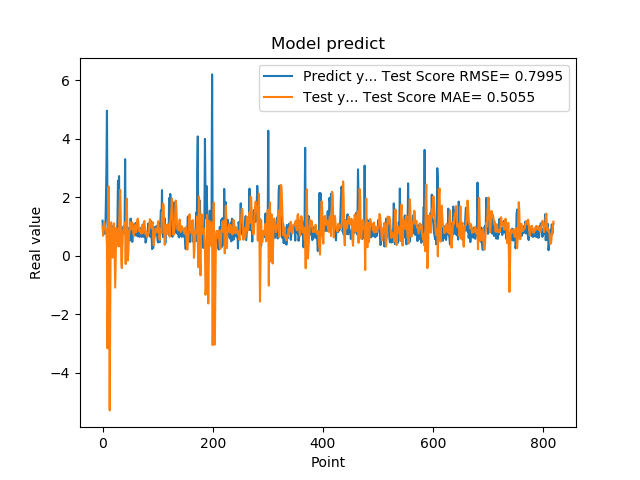 Model predict
Predict y... Test Score RMSE= 0.7995
Test y... Test Score MAE= 0.5055
Real value
6
4
2
0
−2
−4
0 200 400 600 800
Point